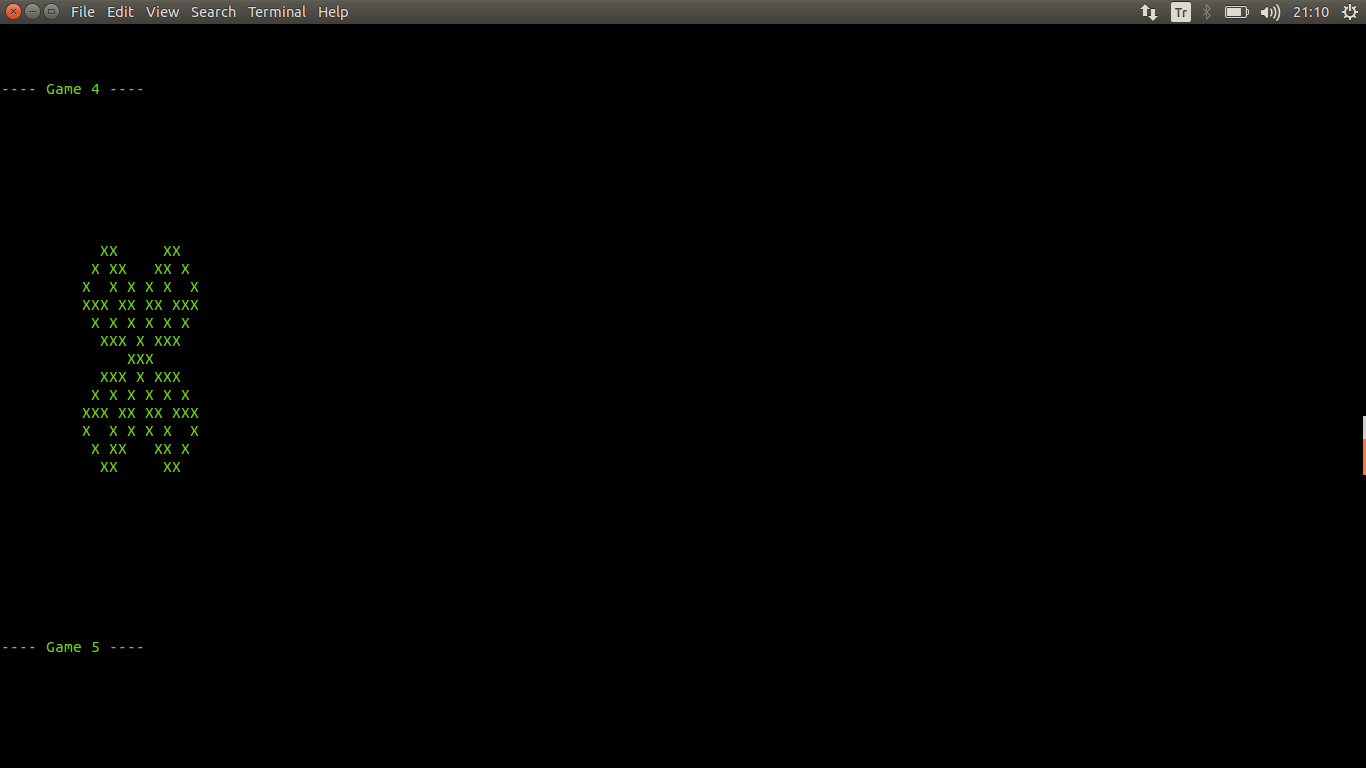 File Edit View Search Terminal Help Tr 21:10
---- Game 4 ----
           XX     XX
          X XX   XX X
         X  X X X X  X
         XXX XX XX XXX
          X X X X X X
           XXX X XXX
              XXX
           XXX X XXX
          X X X X X X
         XXX XX XX XXX
         X  X X X X  X
          X XX   XX X
           XX     XX
---- Game 5 ----